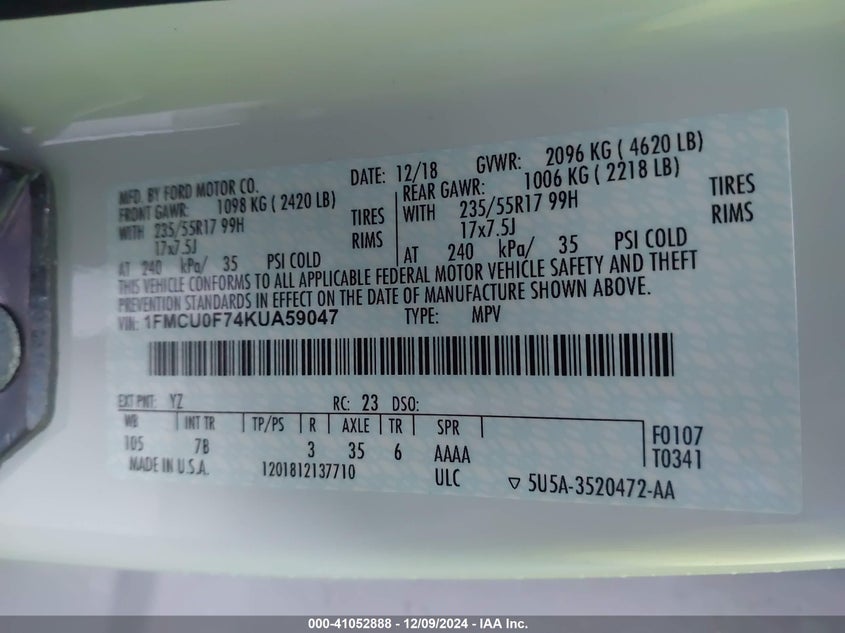 MFD. BY FORD MOTOR CO. DATE: 12/18 GVWR: 2096 KG ( 4620 LB)
FRONT GAWR: 1098 KG ( 2420 LB) REAR GAWR: 1006 KG ( 2218 LB)
WITH 235/55R17 99H TIRES WITH 235/55R17 99H TIRES
17x7.5J RIMS 17x7.5J RIMS
AT 240 kPa/ 35 PSI COLD AT 240 kPa/ 35 PSI COLD
THIS VEHICLE CONFORMS TO ALL APPLICABLE FEDERAL MOTOR VEHICLE SAFETY AND THEFT
PREVENTION STANDARDS IN EFFECT ON THE DATE OF MANUFACTURE SHOWN ABOVE.
VIN: 1FMCU0F74KUA59047 TYPE: MPV
EXT PNT: YZ RC: 23 DSO:
WB INT TR TP/PS R AXLE TR SPR
105 7B 3 35 6 AAAA F0107
MADE IN U.S.A. 1201812137710 ULC T0341
▽ 5U5A-3520472-AA
000-41052888 - 12/09/2024 - IAA Inc.